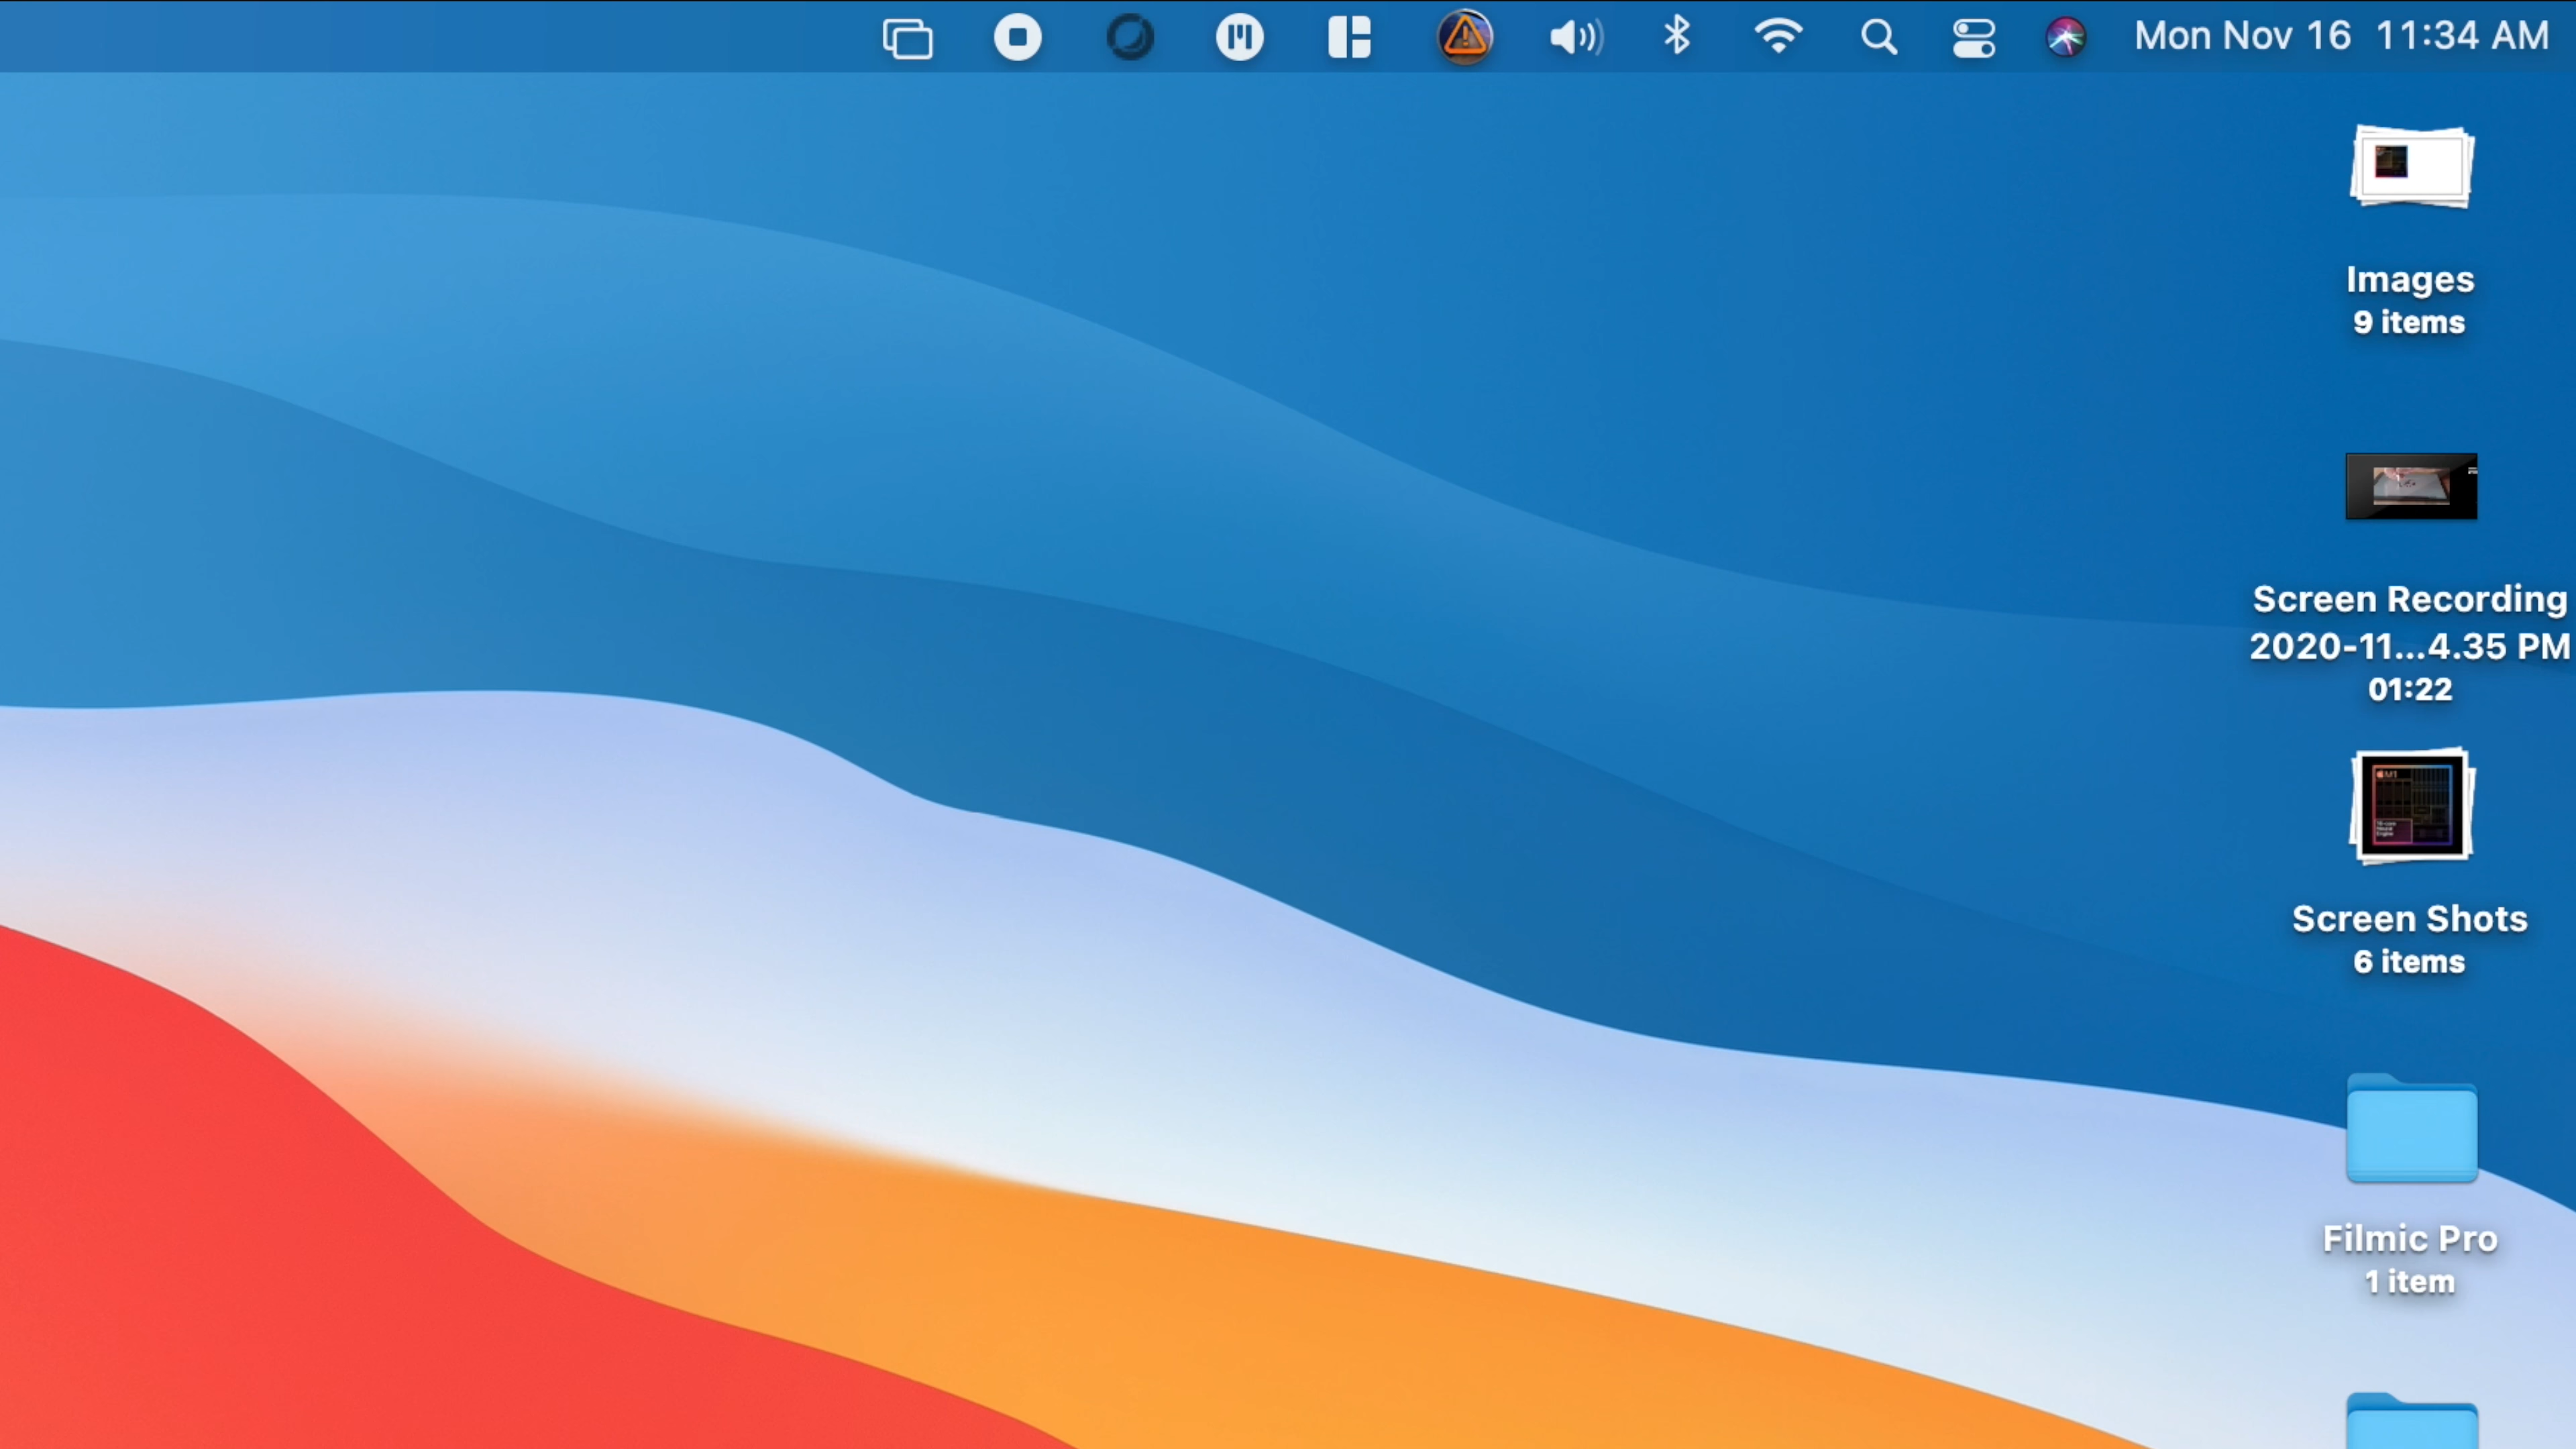 Mon Nov 16 11:34 AM
Images
9 items
Screen Recording
2020-11...4.35 PM
01:22
M1
Screen Shots
6 items
Filmic Pro
1 item